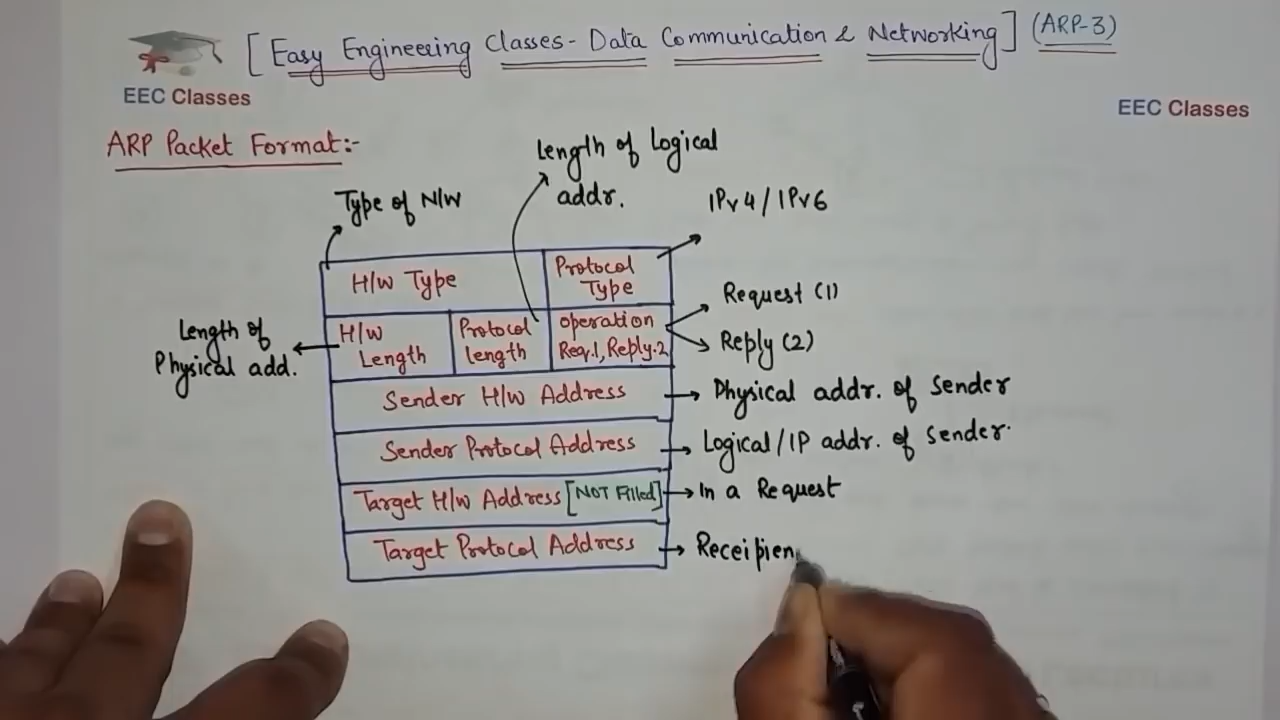 [Easy Engineering Classes - Data Communication & Networking] (ARP-3)
EEC Classes
EEC Classes
ARP Packet Format:-
Length of Logical
addr.
Type of N/W
IPv4/IPv6
H/W Type
Protocol
Type
Request (1)
Length of
Physical add.
H/W
Length
Protocol
length
operation
Req.1, Reply.2
Reply (2)
Sender H/W Address
Physical addr. of Sender
Sender Protocol Address
Logical/IP addr. of Sender.
Target H/W Address [NOT Filled]
In a Request
Target Protocol Address
Receipien